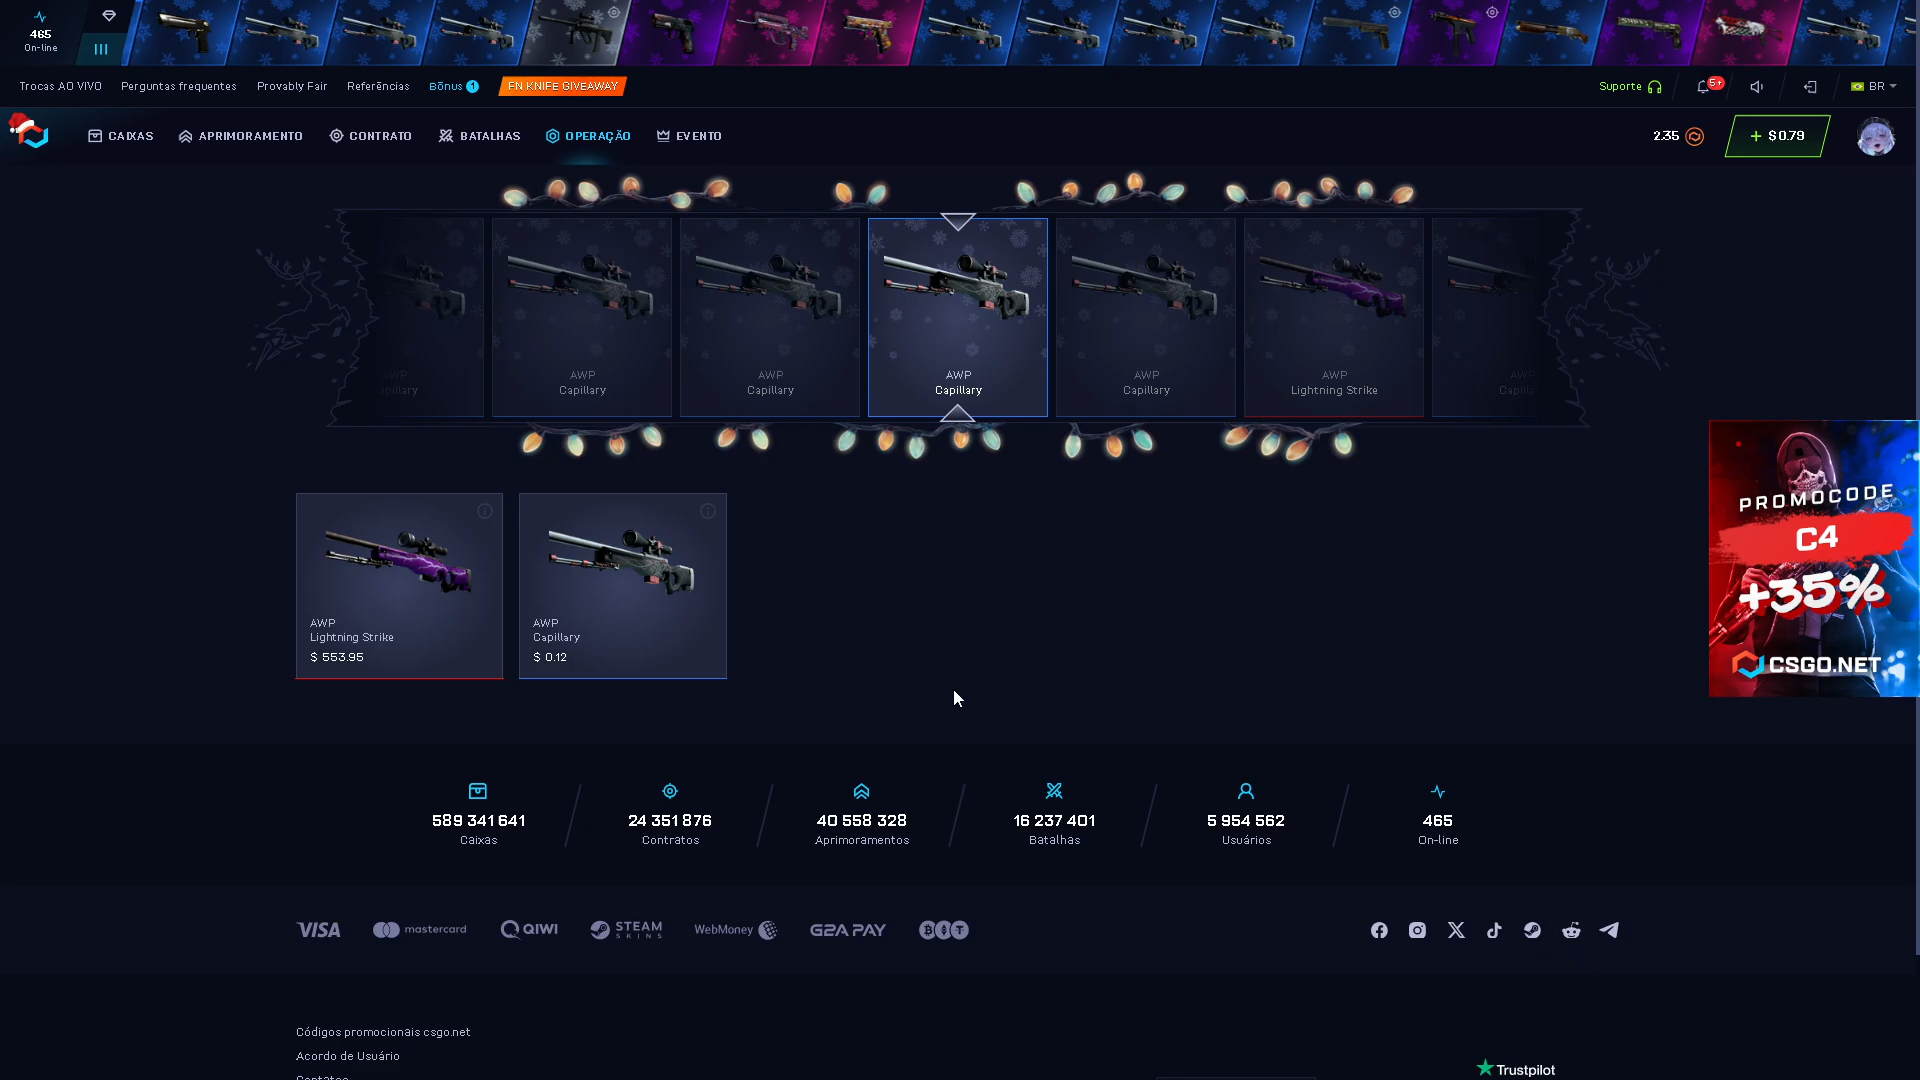 465
On-line
Trocas AO VIVO
Perguntas frequentes
Provably Fair
Referências
Bônus 1
FN KNIFE GIVEAWAY
Suporte
5+
BR
CAIXAS
APRIMORAMENTO
CONTRATO
BATALHAS
OPERAÇÃO
EVENTO
2.35
+ $ 0.79
AWP
Capillary
AWP
Capillary
AWP
Capillary
AWP
Capillary
AWP
Lightning Strike
PROMOCODE
C4
+35%
CSGO.NET
AWP
Lightning Strike
$ 553.95
AWP
Capillary
$ 0.12
589 341 641
Caixas
24 351 876
Contratos
40 558 328
Aprimoramentos
16 237 401
Batalhas
5 954 562
Usuários
465
On-line
VISA
mastercard
QIWI
STEAM
SKINS
WebMoney
G2A PAY
Códigos promocionais csgo.net
Acordo de Usuário
Contatos
Trustpilot